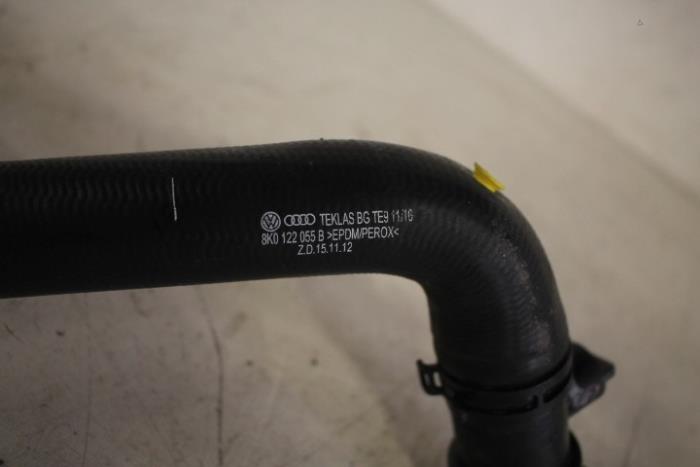 TEKLAS BG TE9 11/16
8K0 122 055 B >EPDM/PEROX<
Z.D.15.11.12